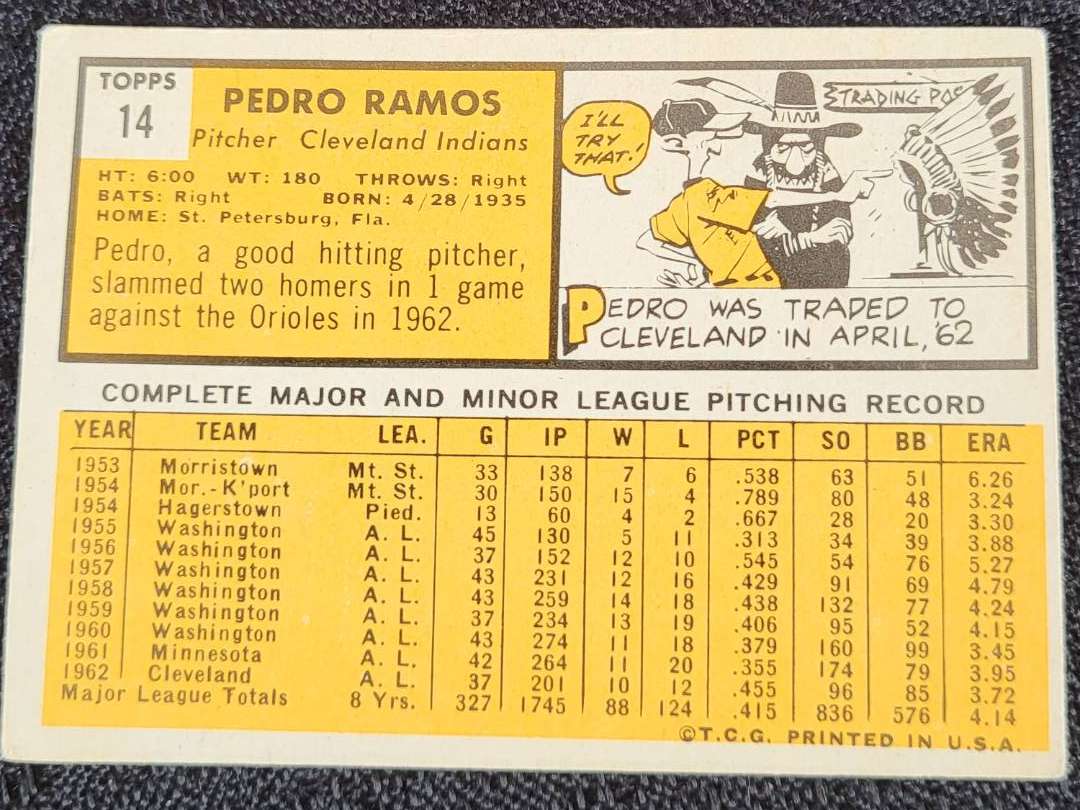 TOPPS
14
PEDRO RAMOS
Pitcher Cleveland Indians
HT: 6:00 WT: 180 THROWS: Right
BATS: Right BORN: 4/28/1935
HOME: St. Petersburg, Fla.
Pedro, a good hitting pitcher,
slammed two homers in 1 game
against the Orioles in 1962.
I'LL
TRY
THAT!
TRADING POS
PEDRO WAS TRADED TO
CLEVELAND IN APRIL, '62
COMPLETE MAJOR AND MINOR LEAGUE PITCHING RECORD
YEAR TEAM LEA. G IP W L PCT SO BB ERA
1953 Morristown Mt. St. 33 138 7 6 .538 63 51 6.26
1954 Mor.-K'port Mt. St. 30 150 15 4 .789 80 48 3.24
1954 Hagerstown Pied. 13 60 4 2 .667 28 20 3.30
1955 Washington A. L. 45 130 5 11 .313 34 39 3.88
1956 Washington A. L. 37 152 12 10 .545 54 76 5.27
1957 Washington A. L. 43 231 12 16 .429 91 69 4.79
1958 Washington A. L. 43 259 14 18 .438 132 77 4.24
1959 Washington A. L. 37 234 13 19 .406 95 52 4.15
1960 Washington A. L. 43 274 11 18 .379 160 99 3.45
1961 Minnesota A. L. 42 264 11 20 .355 174 79 3.95
1962 Cleveland A. L. 37 201 10 12 .455 96 85 3.72
Major League Totals 8 Yrs. 327 1745 88 124 .415 836 576 4.14
©T.C.G. PRINTED IN U.S.A.